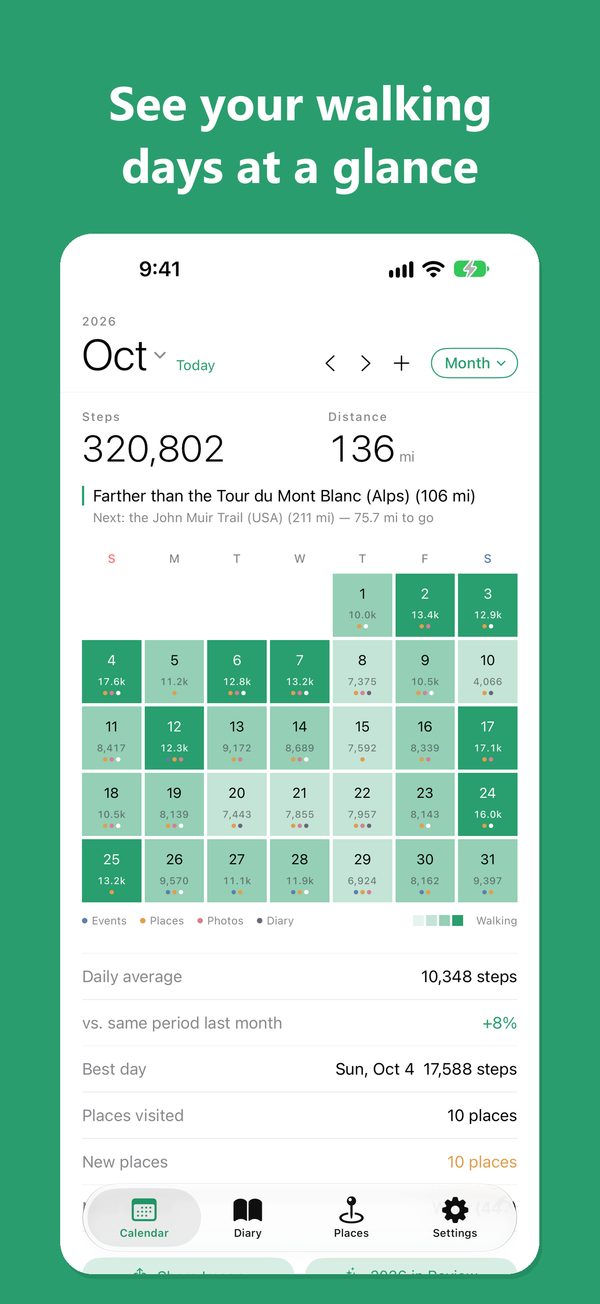 See your walking
days at a glance
9:41
2026
Oct Today
Month
Steps Distance
320,802 136 mi
Farther than the Tour du Mont Blanc (Alps) (106 mi)
Next: the John Muir Trail (USA) (211 mi) — 75.7 mi to go
S M T W T F S
1 2 3
10.0k 13.4k 12.9k
4 5 6 7 8 9 10
17.6k 11.2k 12.8k 13.2k 7,375 10.5k 4,066
11 12 13 14 15 16 17
8,417 12.3k 9,172 8,689 7,592 8,339 17.1k
18 19 20 21 22 23 24
10.5k 8,139 7,443 7,855 7,957 8,143 16.0k
25 26 27 28 29 30 31
13.2k 9,570 11.1k 11.9k 6,924 8,162 9,397
Events Places Photos Diary Walking
Daily average 10,348 steps
vs. same period last month +8%
Best day Sun, Oct 4 17,588 steps
Places visited 10 places
New places 10 places
Calendar Diary Places Settings
2026 in Review